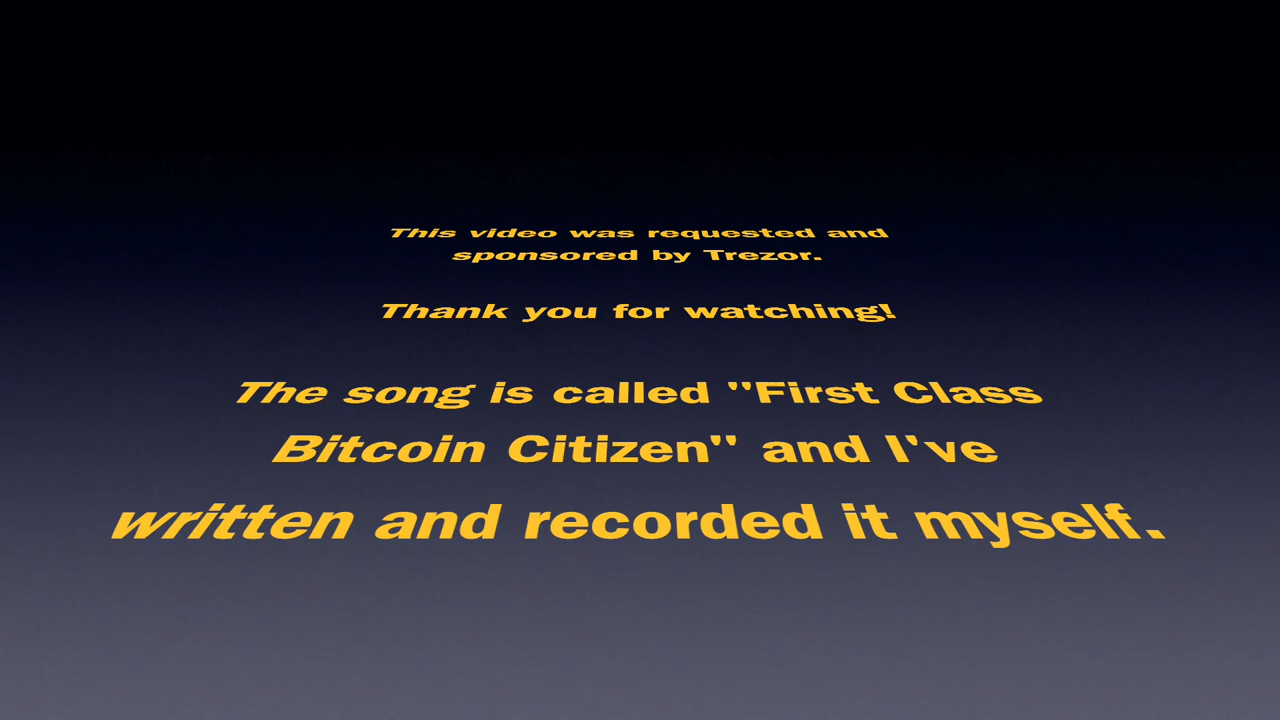 This video was requested and
sponsored by Trezor.
Thank you for watching!
The song is called "First Class
Bitcoin Citizen" and I've
written and recorded it myself.